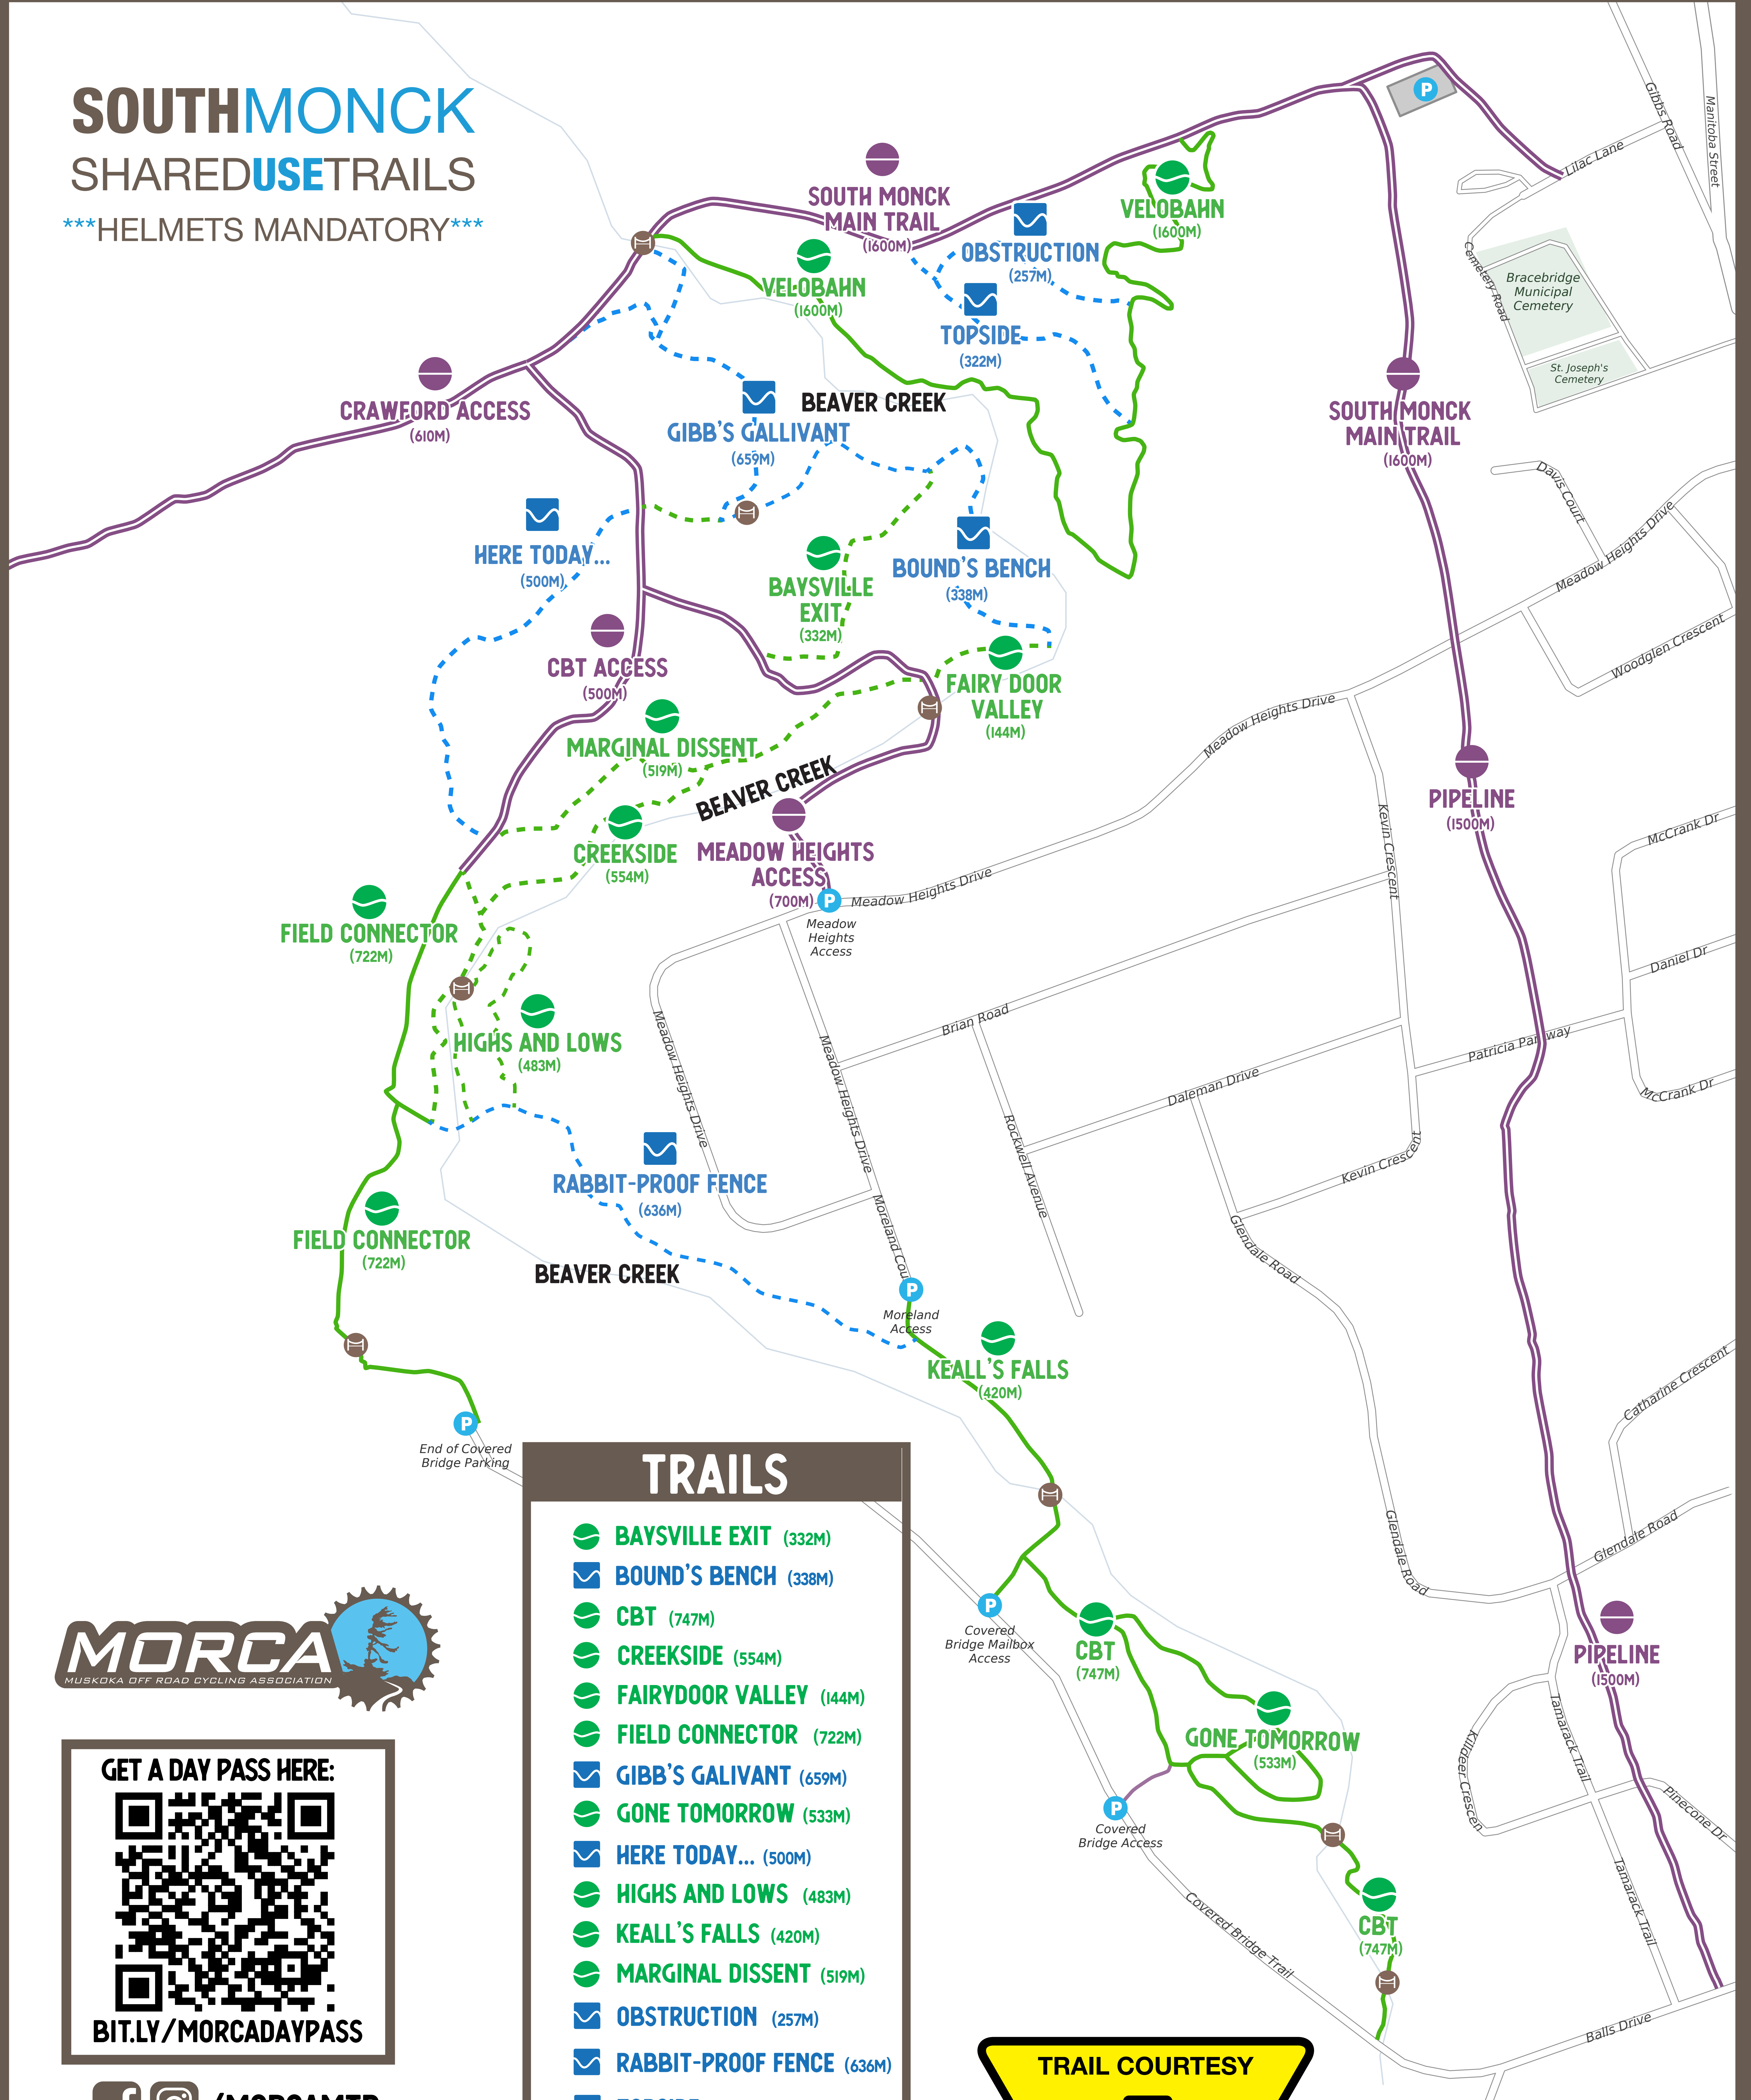 SOUTHMONCK
SHAREDUSETRAILS
***HELMETS MANDATORY***
SOUTH MONCK
MAIN TRAIL
(1600M)
VELOBAHN
(1600M)
OBSTRUCTION
(257M)
VELOBAHN
(1600M)
TOPSIDE
(322M)
CRAWFORD ACCESS
(610M)
BEAVER CREEK
GIBB'S GALLIVANT
(659M)
SOUTH MONCK
MAIN TRAIL
(1600M)
HERE TODAY...
(500M)
BAYSVILLE
EXIT
(332M)
BOUND'S BENCH
(338M)
CBT ACCESS
(500M)
FAIRY DOOR
VALLEY
(144M)
MARGINAL DISSENT
(519M)
BEAVER CREEK
CREEKSIDE
(554M)
MEADOW HEIGHTS
ACCESS
(700M)
P
Meadow
Heights
Access
PIPELINE
(1500M)
FIELD CONNECTOR
(722M)
HIGHS AND LOWS
(483M)
RABBIT-PROOF FENCE
(636M)
FIELD CONNECTOR
(722M)
BEAVER CREEK
P
Moreland
Access
KEALL'S FALLS
(420M)
P
End of Covered
Bridge Parking
P
Covered
Bridge Mailbox
Access
CBT
(747M)
GONE TOMORROW
(533M)
P
Covered
Bridge Access
CBT
(747M)
PIPELINE
(1500M)
P
Gibbs Road
Manitoba Street
Lilac Lane
Cemetery Road
Bracebridge
Municipal
Cemetery
St. Joseph's
Cemetery
Davis Court
Meadow Heights Drive
Woodglen Crescent
Meadow Heights Drive
Kevin Crescent
McCrank Dr
Meadow Heights Drive
Daniel Dr
Brian Road
Patricia Parkway
Meadow Heights Drive
Meadow Heights Drive
Daleman Drive
McCrank Dr
Rockwell Avenue
Kevin Crescent
Moreland Cou
Glendale Road
Catharine Crescent
Glendale Road
Glendale Road
Tamarack Trail
Kildeer Crescen
Pinecone Dr
Tamarack Trail
Covered Bridge Trail
Balls Drive
TRAILS
BAYSVILLE EXIT (332M)
BOUND'S BENCH (338M)
CBT (747M)
CREEKSIDE (554M)
FAIRYDOOR VALLEY (144M)
FIELD CONNECTOR (722M)
GIBB'S GALIVANT (659M)
GONE TOMORROW (533M)
HERE TODAY... (500M)
HIGHS AND LOWS (483M)
KEALL'S FALLS (420M)
MARGINAL DISSENT (519M)
OBSTRUCTION (257M)
RABBIT-PROOF FENCE (636M)
MORCA
MUSKOKA OFF ROAD CYCLING ASSOCIATION
GET A DAY PASS HERE:
BIT.LY/MORCADAYPASS
TRAIL COURTESY